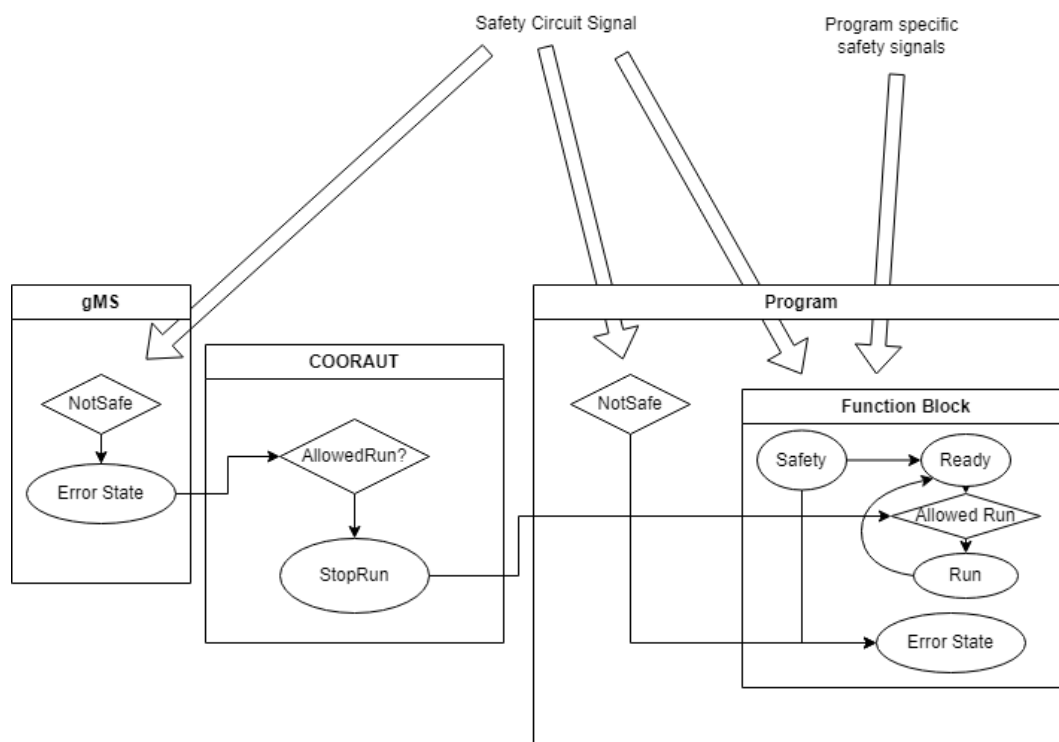 Safety Circuit Signal
Program specific
safety signals
gMS
Program
COORAUT
NotSafe
NotSafe
Function Block
AllowedRun?
Safety
Ready
Error State
Allowed Run
StopRun
Run
Error State